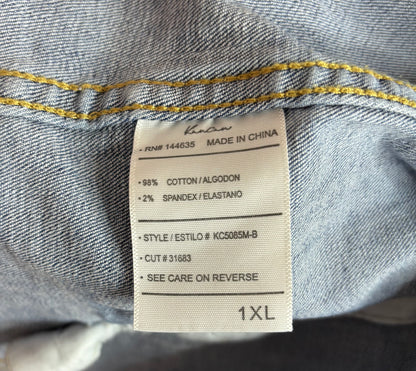 KanCan
• RN# 144635 MADE IN CHINA
• 98% COTTON / ALGODON
• 2% SPANDEX / ELASTANO
• STYLE / ESTILO # KC5085M-B
• CUT # 31683
• SEE CARE ON REVERSE
1XL